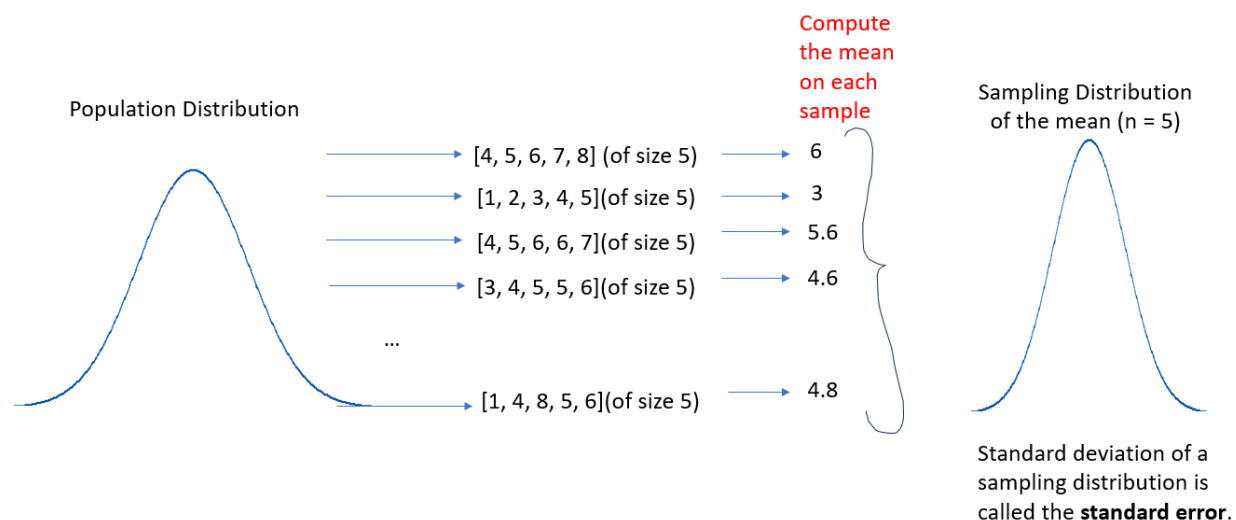 Population Distribution
[4, 5, 6, 7, 8] (of size 5)
[1, 2, 3, 4, 5](of size 5)
[4, 5, 6, 6, 7](of size 5)
[3, 4, 5, 5, 6](of size 5)
...
[1, 4, 8, 5, 6](of size 5)
Compute
the mean
on each
sample
6
3
5.6
4.6
4.8
Sampling Distribution
of the mean (n = 5)
Standard deviation of a
sampling distribution is
called the standard error.